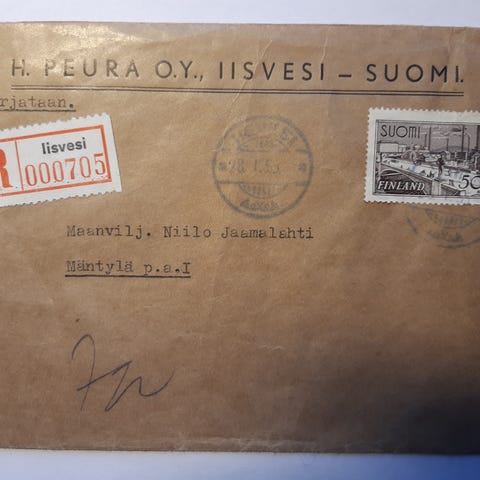 H. PEURA O.Y., IISVESI – SUOMI.
rjataan.
R Iisvesi
000705
SUOMI
FINLAND 50
Maanvilj. Niilo Jaamalahti
Mäntylä p.a.I